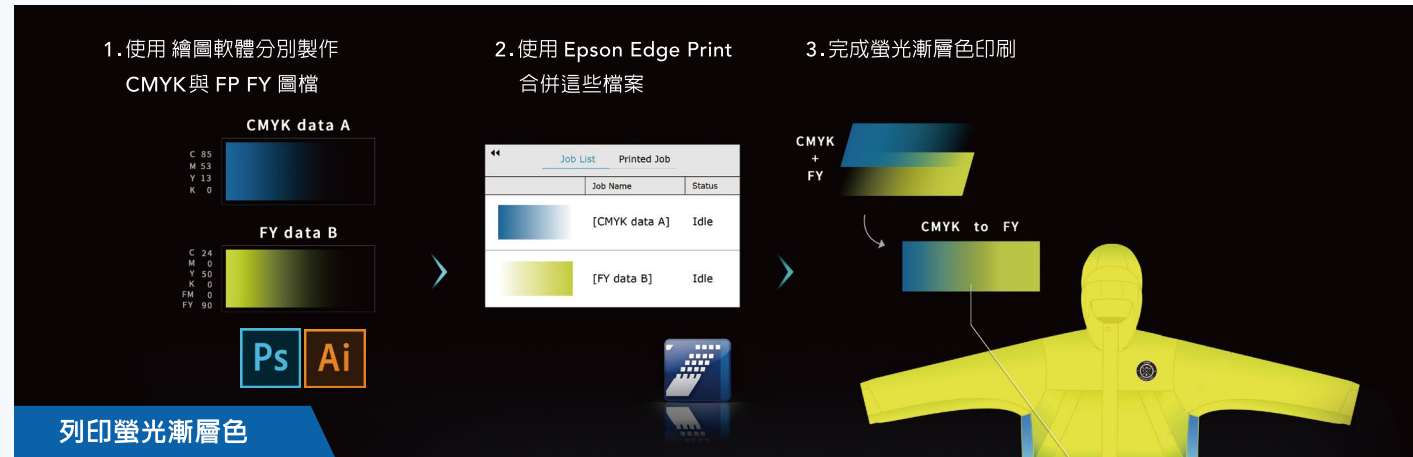 1.使用 繪圖軟體分別製作
CMYK與 FP FY 圖檔
CMYK data A
C 85
M 53
Y 13
K 0
FY data B
C 24
M 0
Y 50
K 0
FM 0
FY 90
Ps Ai
2.使用 Epson Edge Print
合併這些檔案
Job List Printed Job
Job Name Status
[CMYK data A] Idle
[FY data B] Idle
3.完成螢光漸層色印刷
CMYK
+
FY
CMYK to FY
列印螢光漸層色